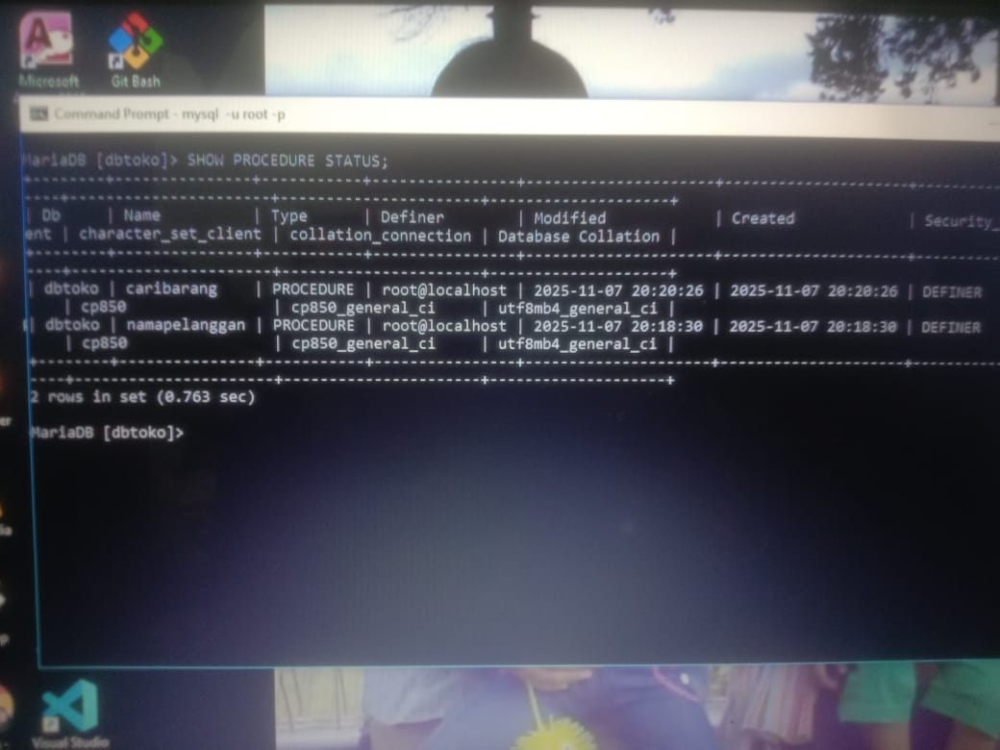 Microsoft
Git Bash
Command Prompt - mysql -u root -p
MariaDB [dbtoko]> SHOW PROCEDURE STATUS;
| Db | Name | Type | Definer | Modified | Created | Security_
ent | character_set_client | collation_connection | Database Collation |
| dbtoko | caribarang | PROCEDURE | root@localhost | 2025-11-07 20:20:26 | 2025-11-07 20:20:26 | DEFINER
| cp850 | cp850_general_ci | utf8mb4_general_ci |
| dbtoko | namapelanggan | PROCEDURE | root@localhost | 2025-11-07 20:18:30 | 2025-11-07 20:18:30 | DEFINER
| cp850 | cp850_general_ci | utf8mb4_general_ci |
2 rows in set (0.763 sec)
MariaDB [dbtoko]>
Visual Studio